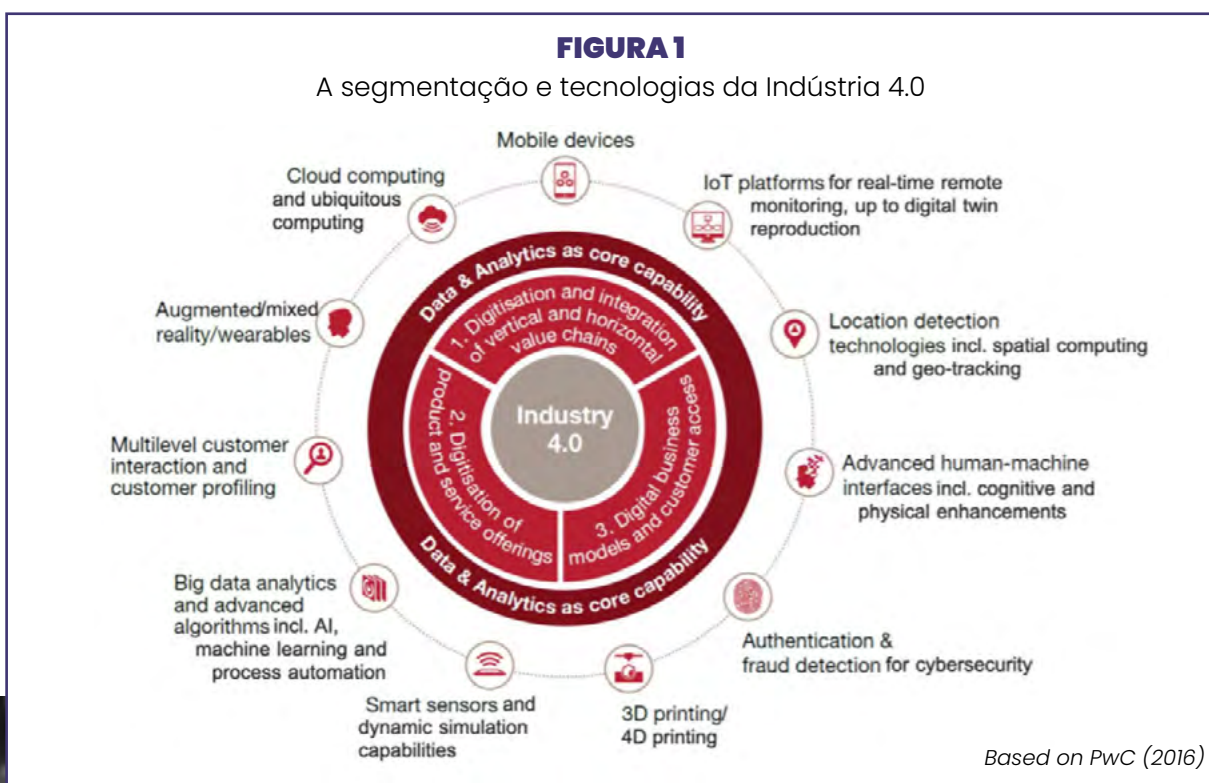 FIGURA 1
A segmentação e tecnologias da Indústria 4.0
Mobile devices
IoT platforms for real-time remote
monitoring, up to digital twin
reproduction
Location detection
technologies incl. spatial computing
and geo-tracking
Advanced human-machine
interfaces incl. cognitive and
physical enhancements
Authentication &
fraud detection for cybersecurity
3D printing/
4D printing
Smart sensors and
dynamic simulation
capabilities
Big data analytics
and advanced
algorithms incl. AI,
machine learning and
process automation
Multilevel customer
interaction and
customer profiling
Augmented/mixed
reality/wearables
Cloud computing
and ubiquitous
computing
Data & Analytics as core capability
1. Digitisation and integration
of vertical and horizontal
value chains
2. Digitisation of
product and service offerings
3. Digital business
models and customer access
Industry
4.0
Data & Analytics as core capability
Based on PwC (2016)